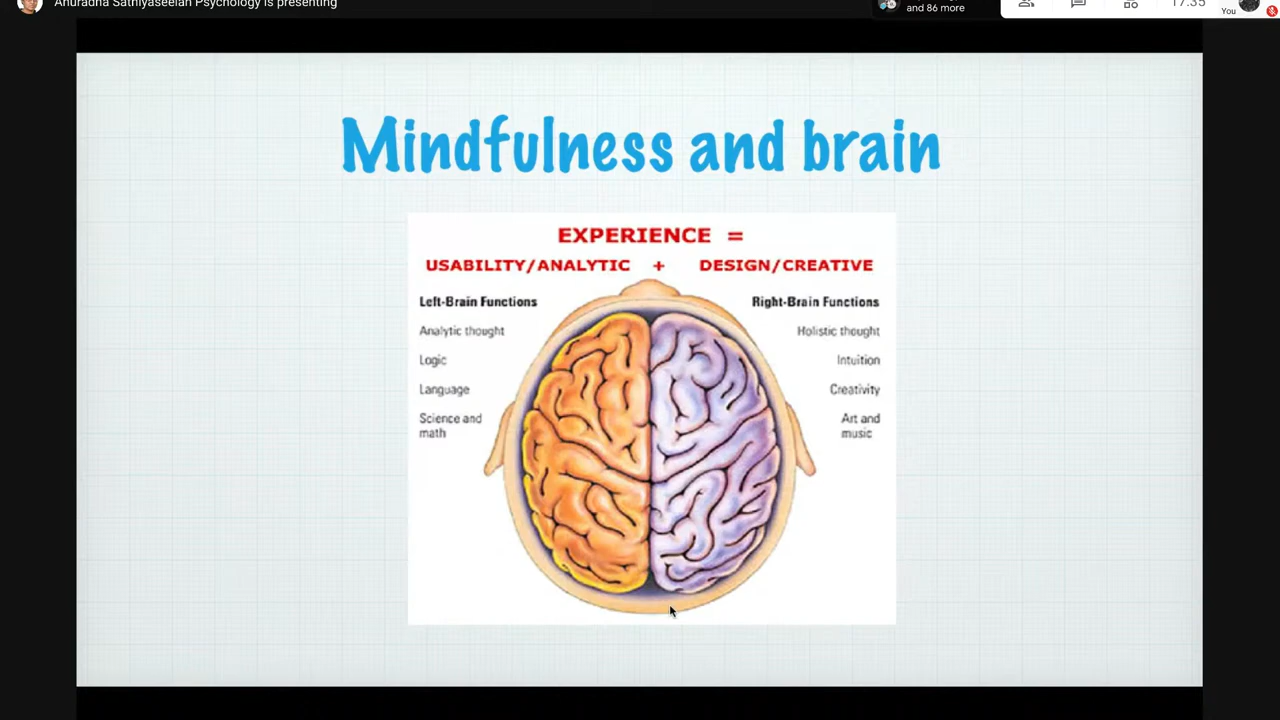 Anuradha Sathiyaseelan Psychology is presenting
and 86 more
17:35
You
Mindfulness and brain
EXPERIENCE =
USABILITY/ANALYTIC + DESIGN/CREATIVE
Left-Brain Functions
Analytic thought
Logic
Language
Science and
math
Right-Brain Functions
Holistic thought
Intuition
Creativity
Art and
music